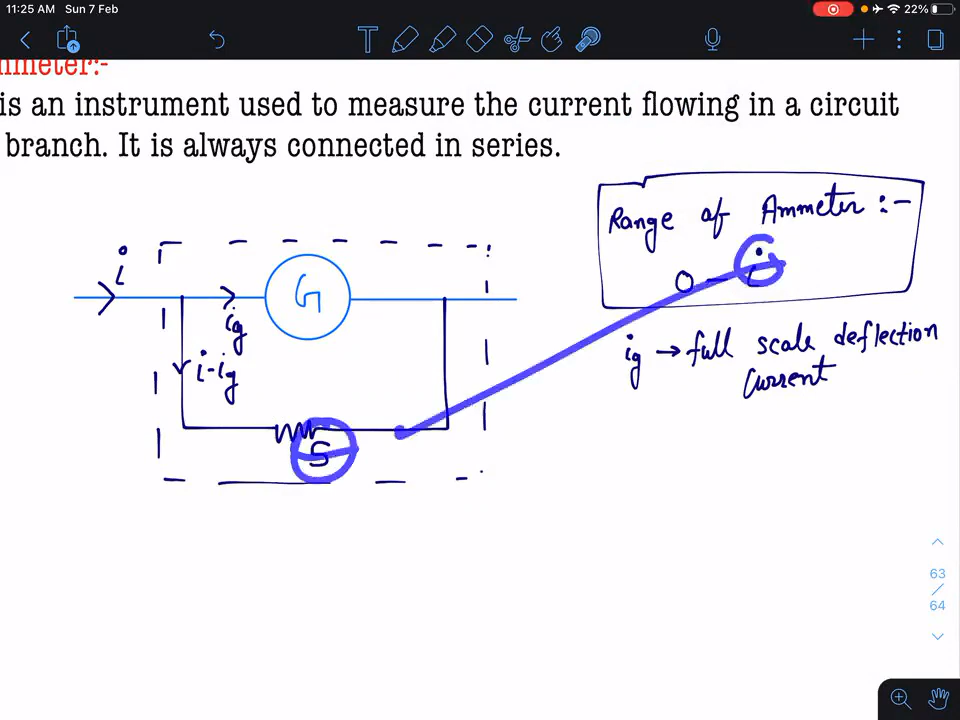 11:25 AM Sun 7 Feb
22%
T
mmeter:-
is an instrument used to measure the current flowing in a circuit
branch. It is always connected in series.
Range of Ammeter :-
0 - i
i
G
ig
i-ig
S
ig → full scale deflection
current
63
/
64